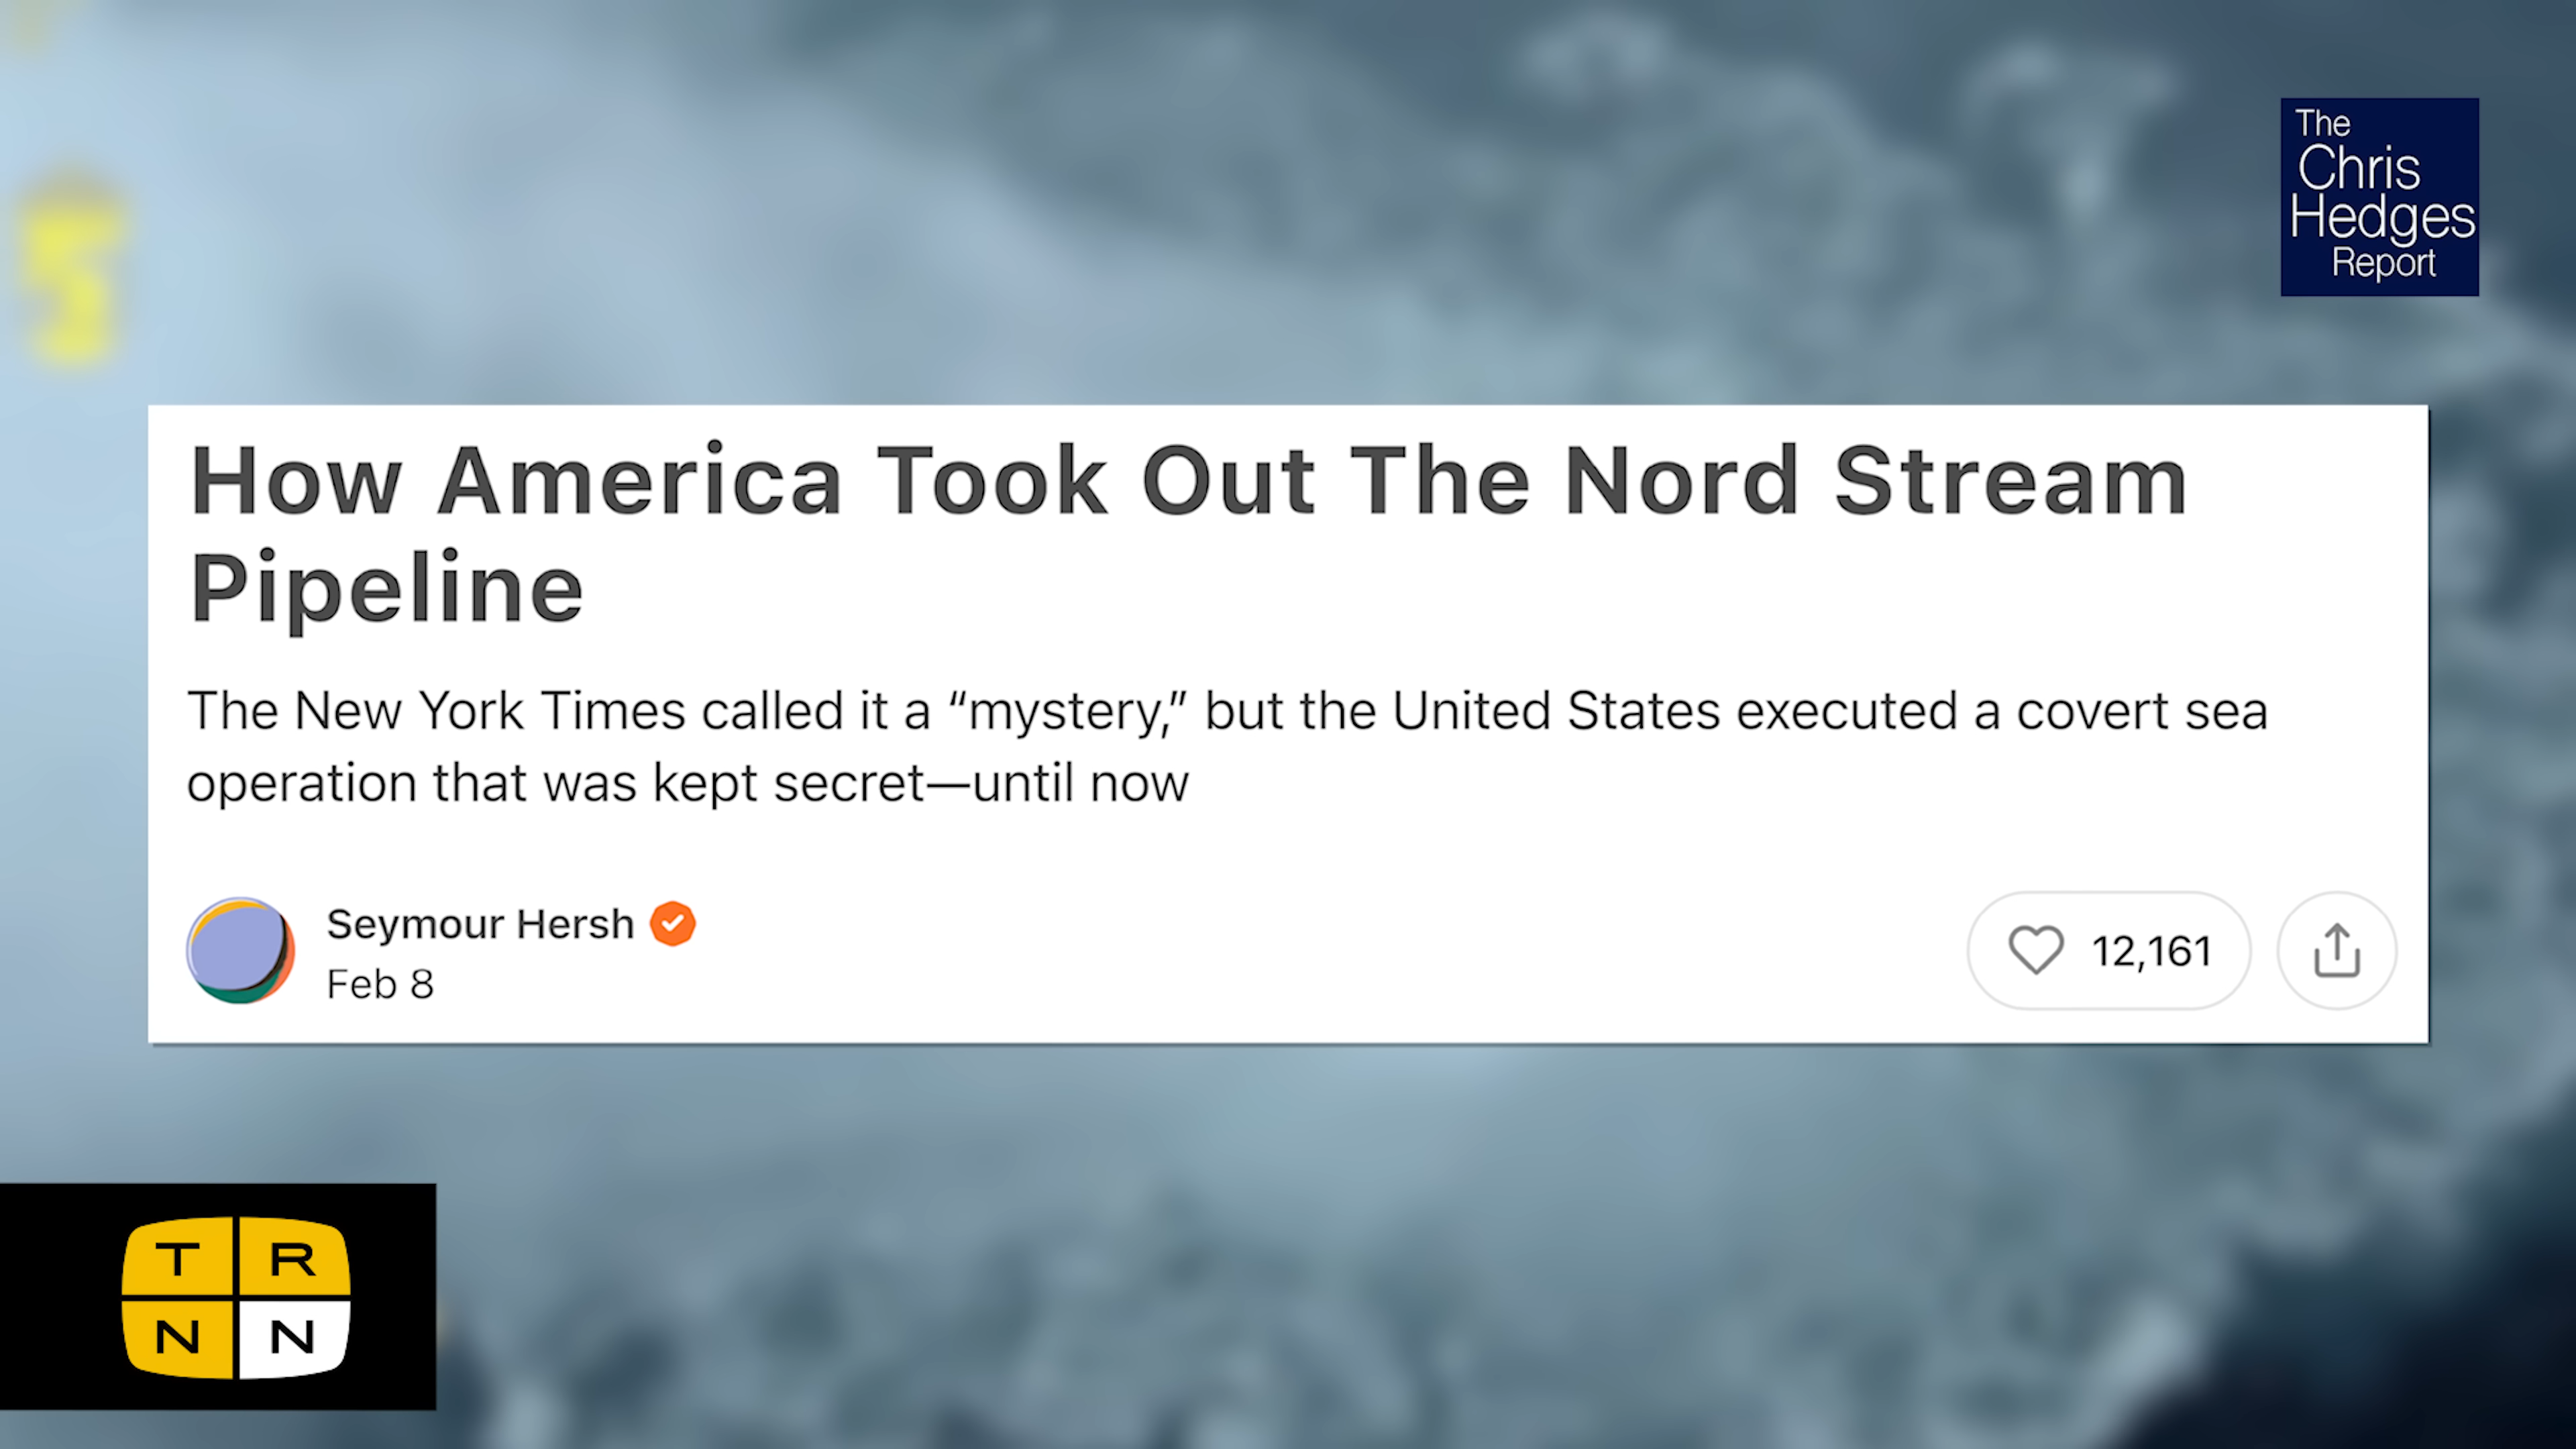 5
The
Chris
Hedges
Report
How America Took Out The Nord Stream
Pipeline
The New York Times called it a “mystery,” but the United States executed a covert sea
operation that was kept secret—until now
Seymour Hersh
Feb 8
12,161
T R
N N